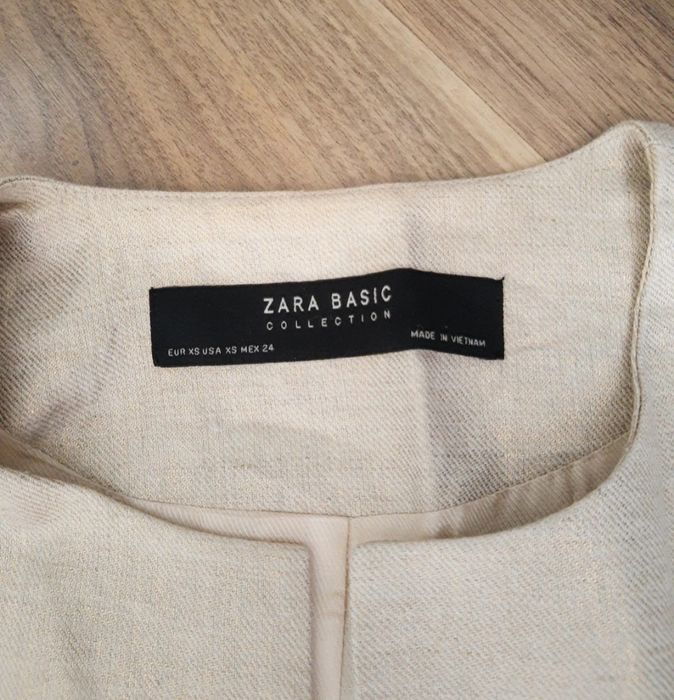 ZARA BASIC
COLLECTION
EUR XS USA XS MEX 24
MADE IN VIETNAM